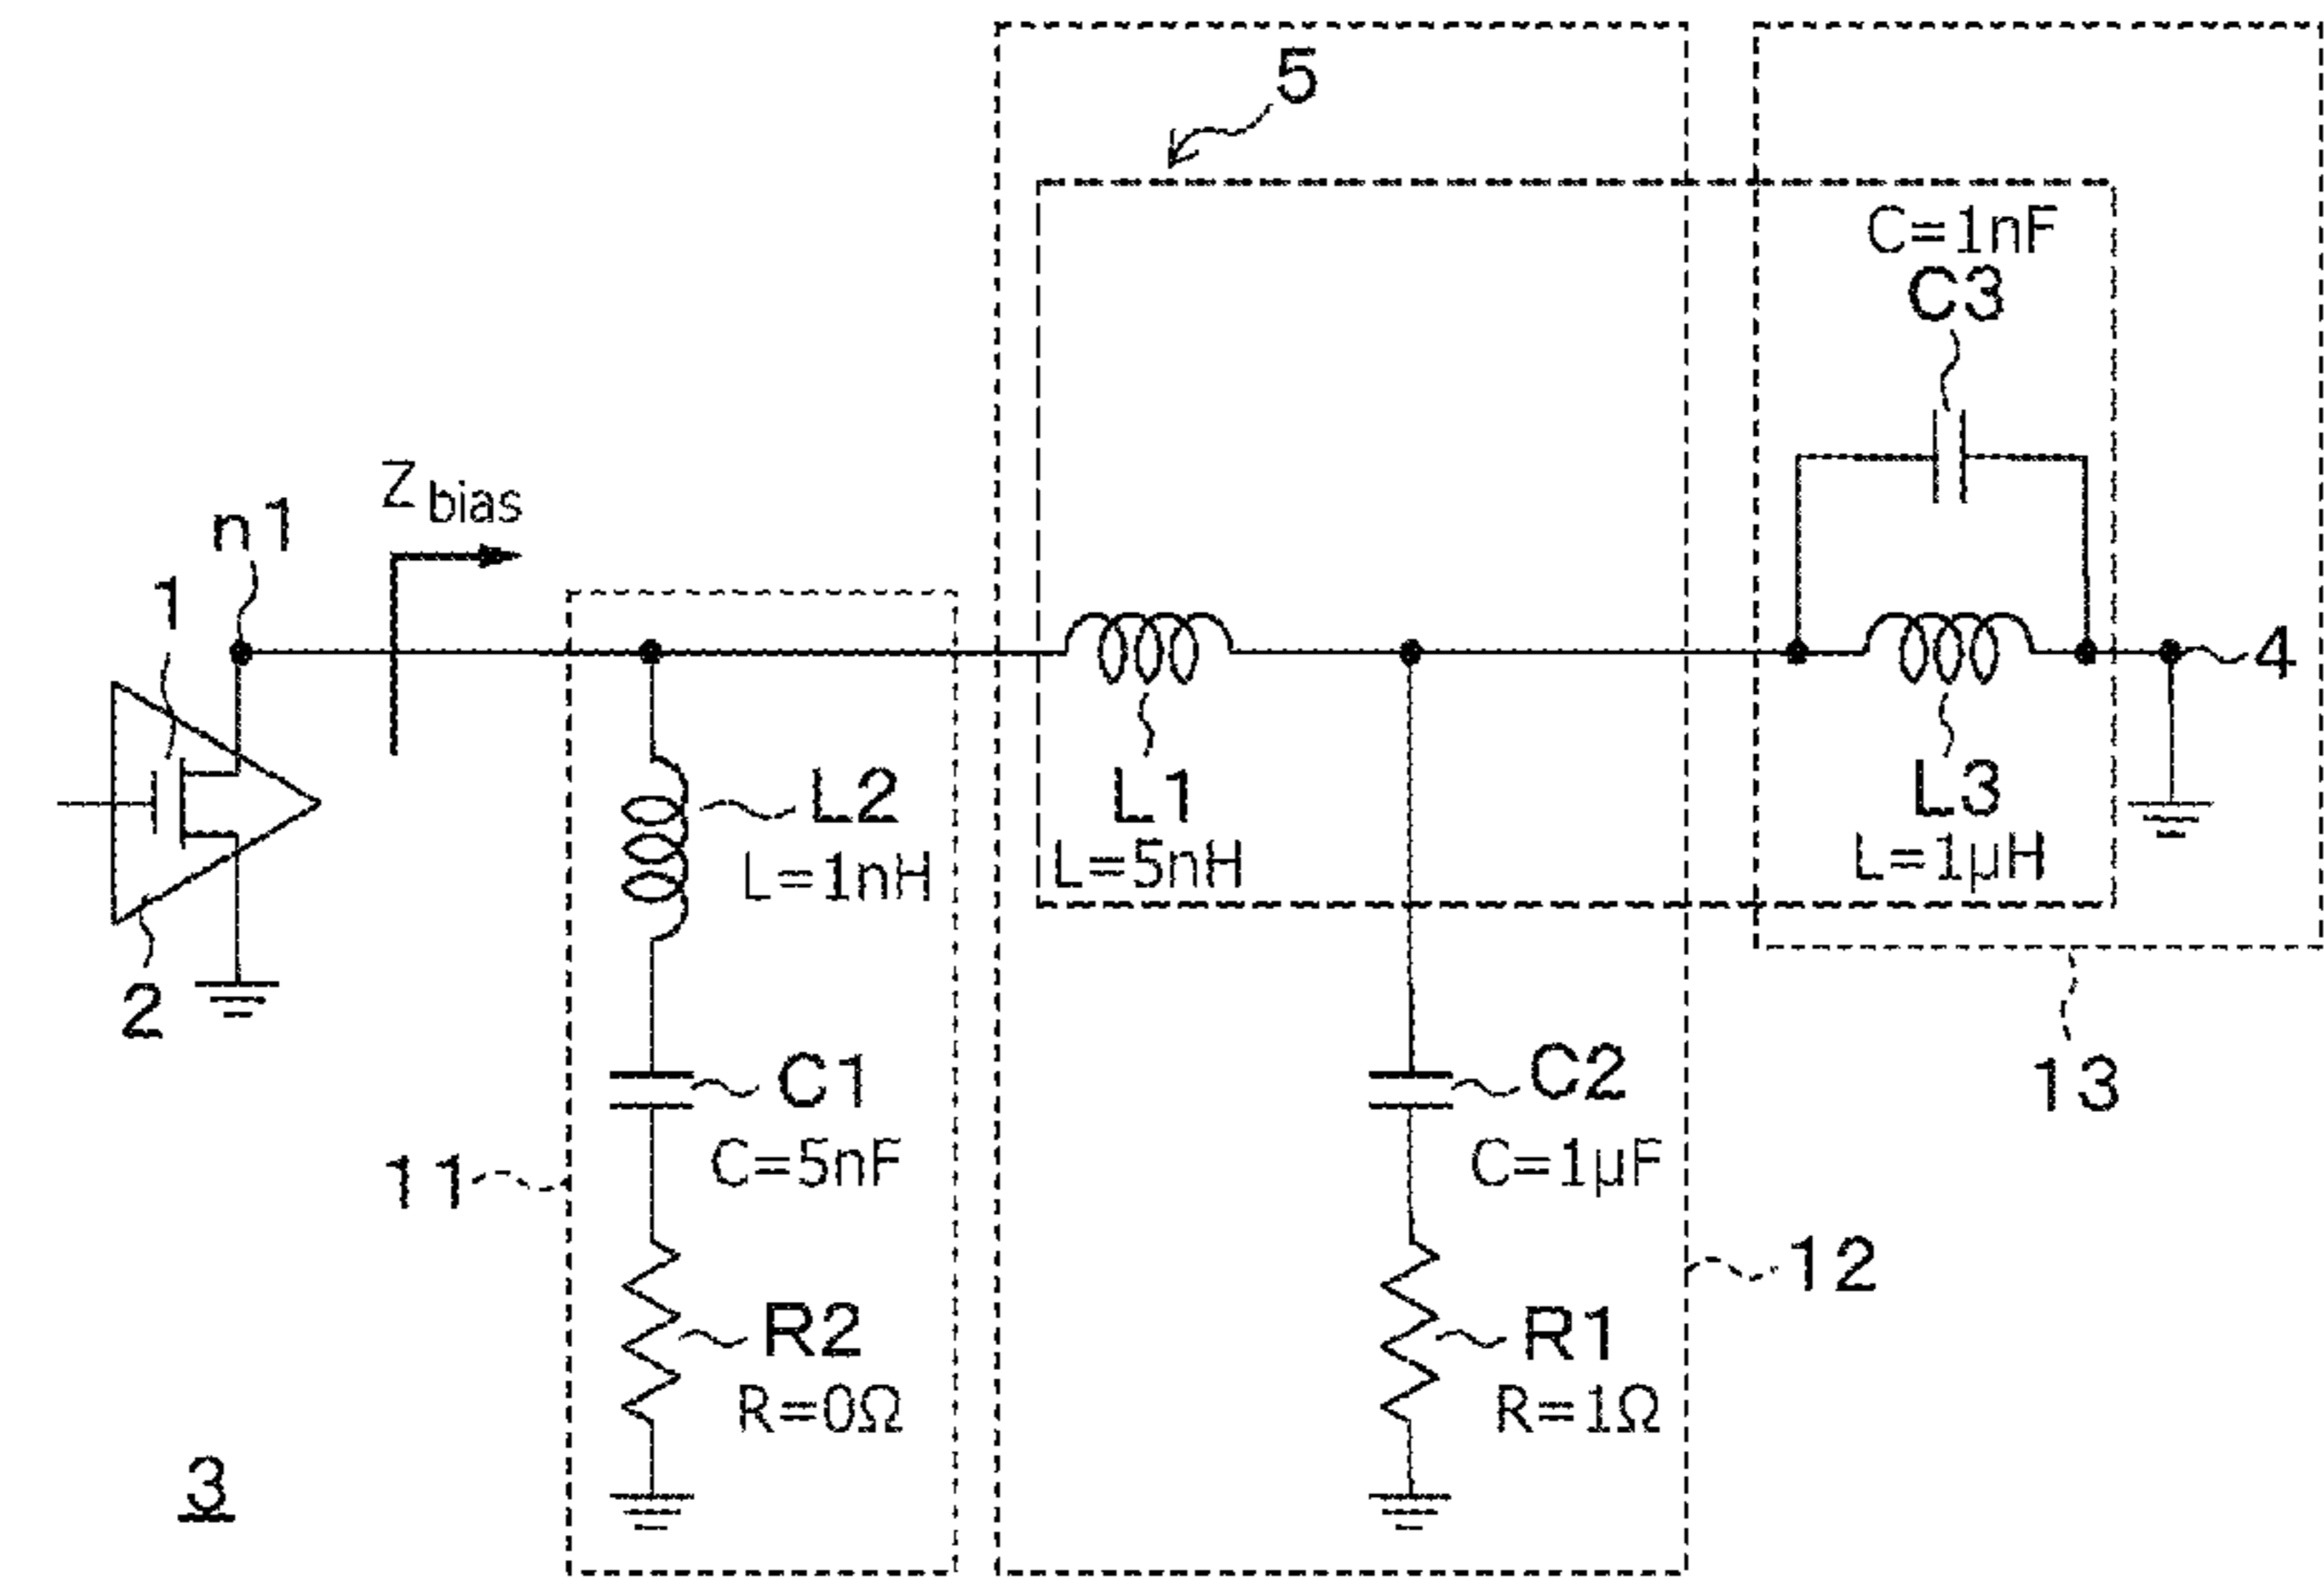 5
C=1nF
C3
Zbias
n1
1
4
L2
L=1nH
L1
L=5nH
L3
L=1μH
2
C1
C=5nF
C2
C=1μF
13
11
12
R2
R=0Ω
R1
R=1Ω
3